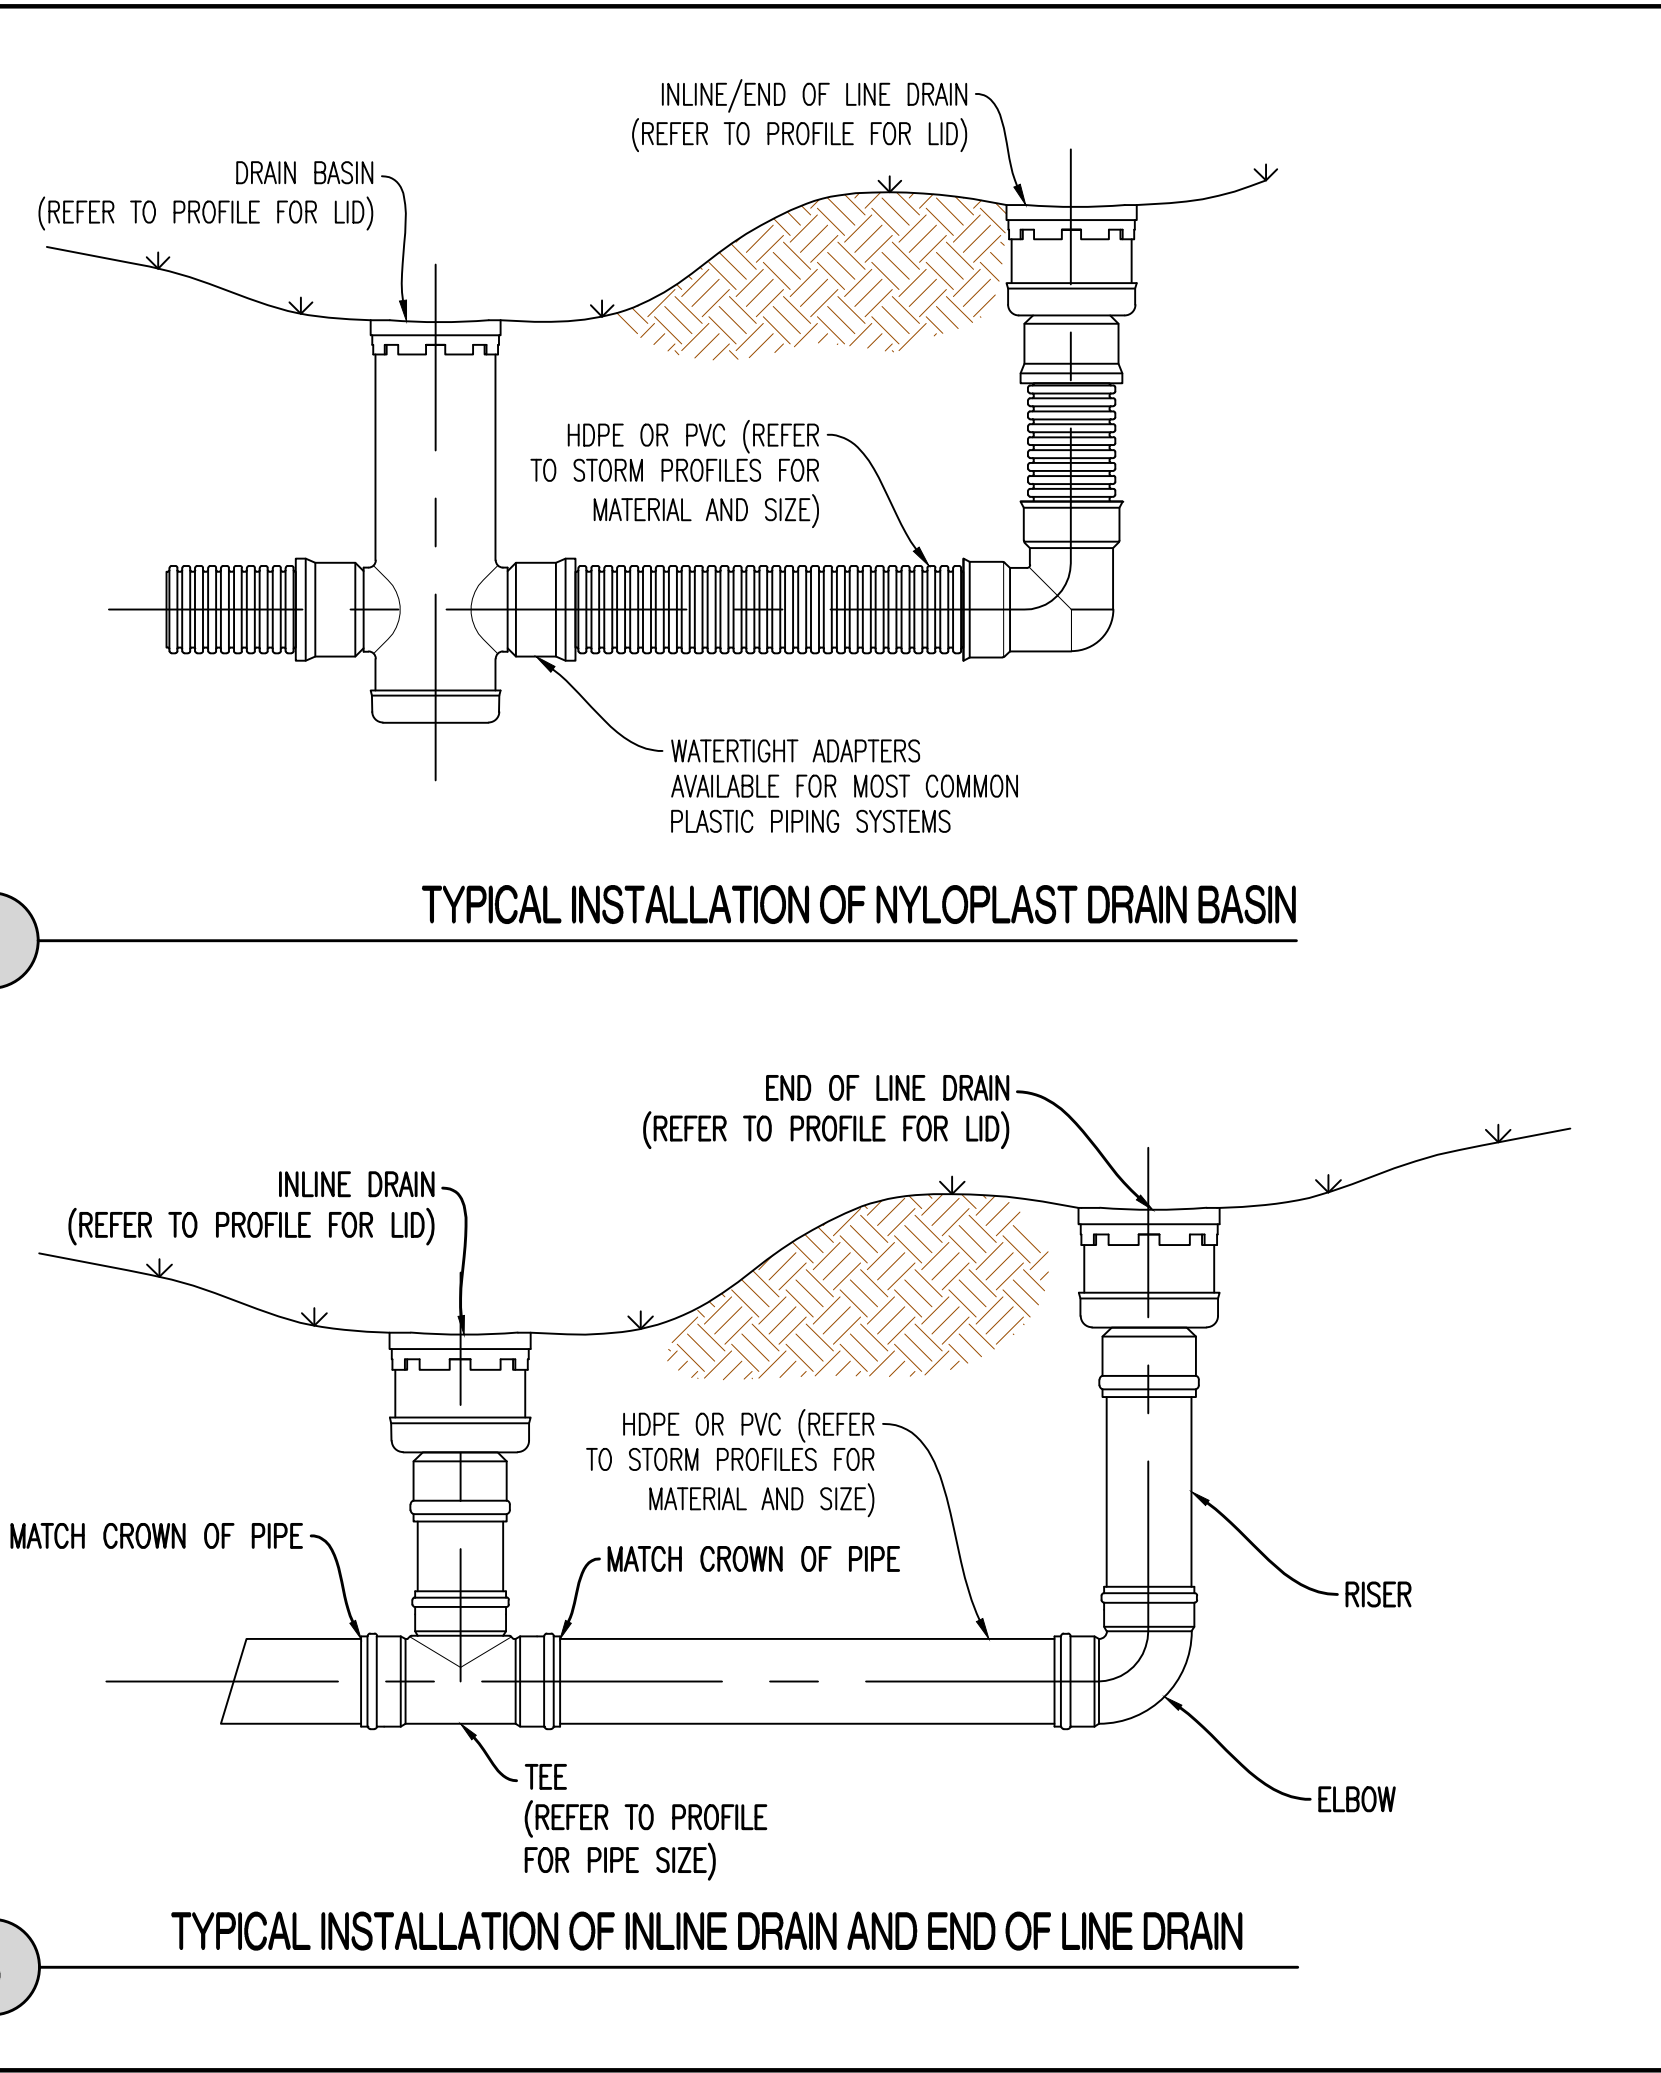 INLINE/END OF LINE DRAIN
(REFER TO PROFILE FOR LID)
DRAIN BASIN
(REFER TO PROFILE FOR LID)
HDPE OR PVC (REFER
TO STORM PROFILES FOR
MATERIAL AND SIZE)
WATERTIGHT ADAPTERS
AVAILABLE FOR MOST COMMON
PLASTIC PIPING SYSTEMS
TYPICAL INSTALLATION OF NYLOPLAST DRAIN BASIN
END OF LINE DRAIN
(REFER TO PROFILE FOR LID)
INLINE DRAIN
(REFER TO PROFILE FOR LID)
HDPE OR PVC (REFER
TO STORM PROFILES FOR
MATERIAL AND SIZE)
MATCH CROWN OF PIPE
MATCH CROWN OF PIPE
RISER
TEE
(REFER TO PROFILE
FOR PIPE SIZE)
ELBOW
TYPICAL INSTALLATION OF INLINE DRAIN AND END OF LINE DRAIN